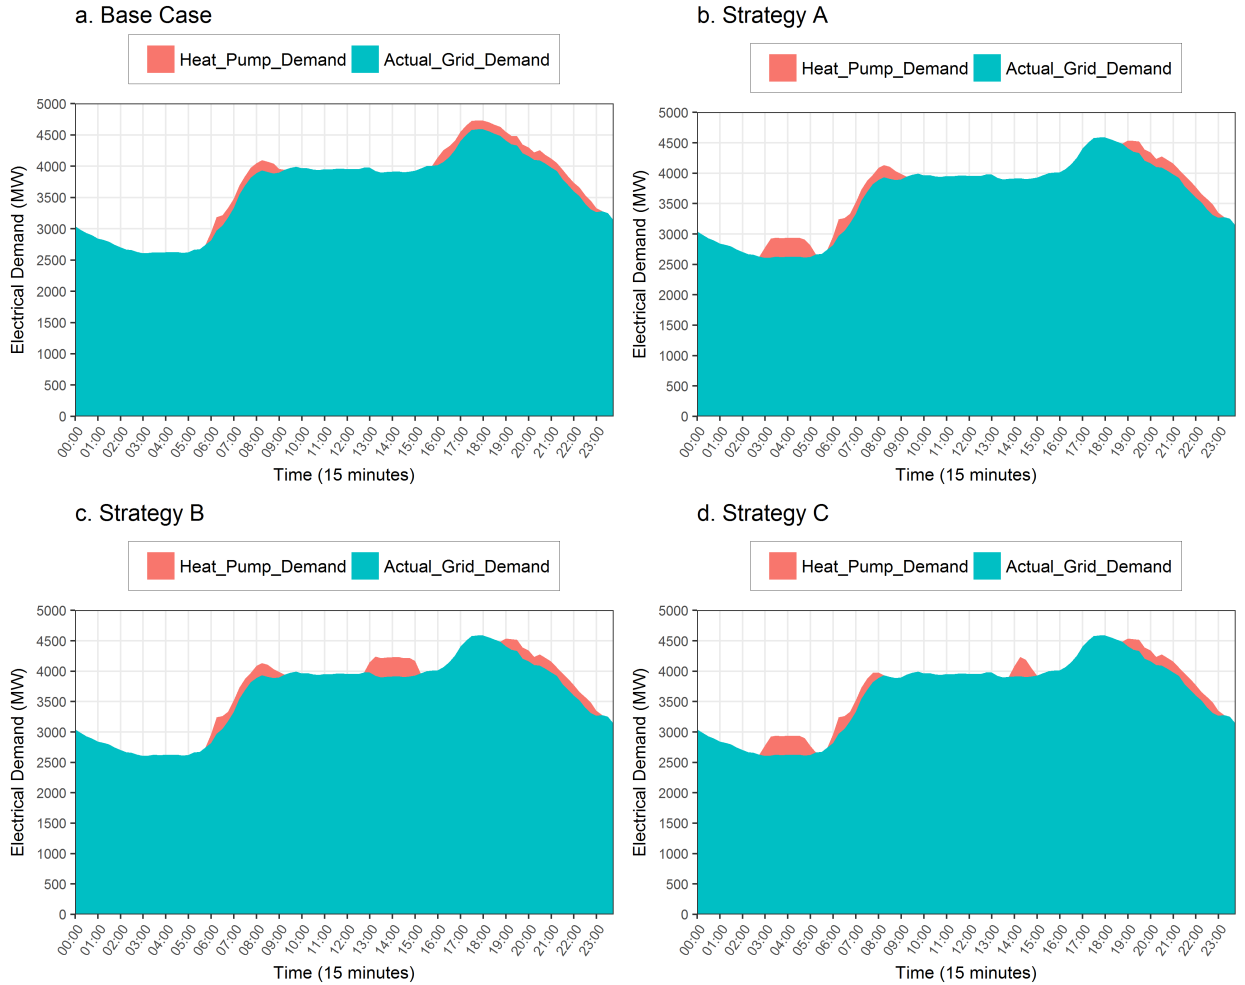 a. Base Case
Heat_Pump_Demand Actual_Grid_Demand
Electrical Demand (MW)
5000
4500
4000
3500
3000
2500
2000
1500
1000
500
0
00:00 01:00 02:00 03:00 04:00 05:00 06:00 07:00 08:00 09:00 10:00 11:00 12:00 13:00 14:00 15:00 16:00 17:00 18:00 19:00 20:00 21:00 22:00 23:00
Time (15 minutes)
b. Strategy A
Heat_Pump_Demand Actual_Grid_Demand
Electrical Demand (MW)
5000
4500
4000
3500
3000
2500
2000
1500
1000
500
0
00:00 01:00 02:00 03:00 04:00 05:00 06:00 07:00 08:00 09:00 10:00 11:00 12:00 13:00 14:00 15:00 16:00 17:00 18:00 19:00 20:00 21:00 22:00 23:00
Time (15 minutes)
c. Strategy B
Heat_Pump_Demand Actual_Grid_Demand
Electrical Demand (MW)
5000
4500
4000
3500
3000
2500
2000
1500
1000
500
0
00:00 01:00 02:00 03:00 04:00 05:00 06:00 07:00 08:00 09:00 10:00 11:00 12:00 13:00 14:00 15:00 16:00 17:00 18:00 19:00 20:00 21:00 22:00 23:00
Time (15 minutes)
d. Strategy C
Heat_Pump_Demand Actual_Grid_Demand
Electrical Demand (MW)
5000
4500
4000
3500
3000
2500
2000
1500
1000
500
0
00:00 01:00 02:00 03:00 04:00 05:00 06:00 07:00 08:00 09:00 10:00 11:00 12:00 13:00 14:00 15:00 16:00 17:00 18:00 19:00 20:00 21:00 22:00 23:00
Time (15 minutes)